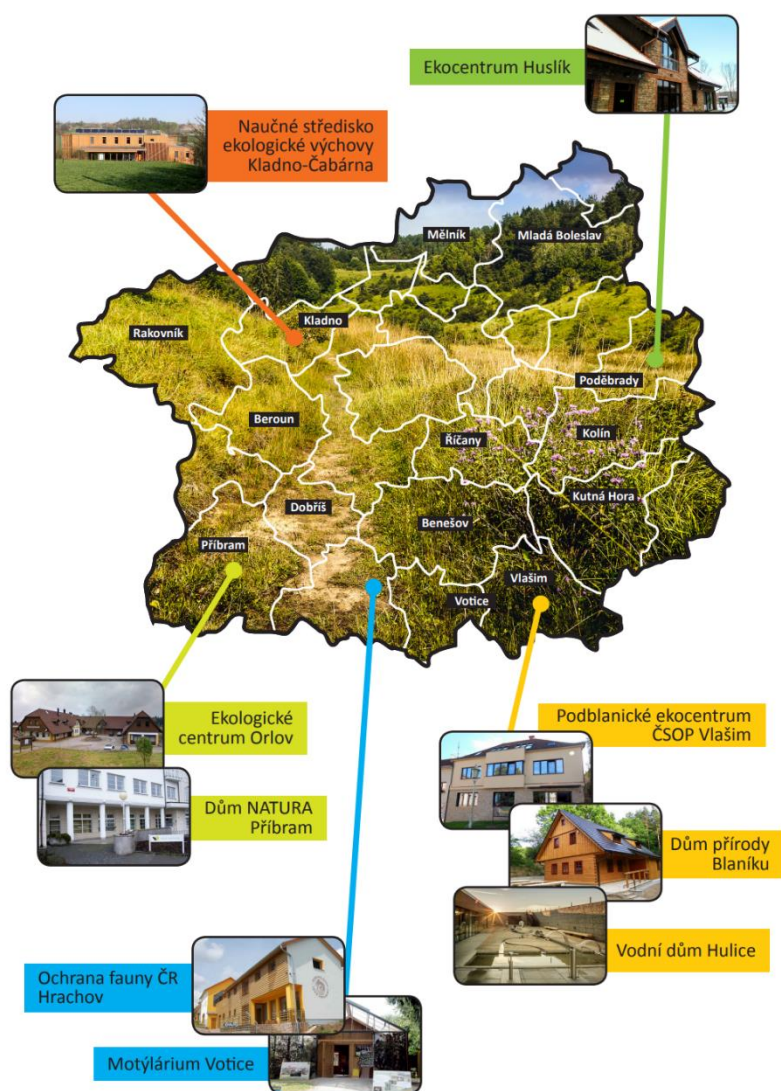 Ekocentrum Huslík
Naučné středisko
ekologické výchovy
Kladno-Čabárna
Mělník
Mladá Boleslav
Kladno
Rakovník
Poděbrady
Beroun
Říčany
Kolín
Kutná Hora
Dobříš
Benešov
Příbram
Vlašim
Votice
Ekologické
centrum Orlov
Dům NATURA
Příbram
Podblanické ekocentrum
ČSOP Vlašim
Dům přírody
Blaníku
Vodní dům Hulice
Ochrana fauny ČR
Hrachov
Motýlárium Votice